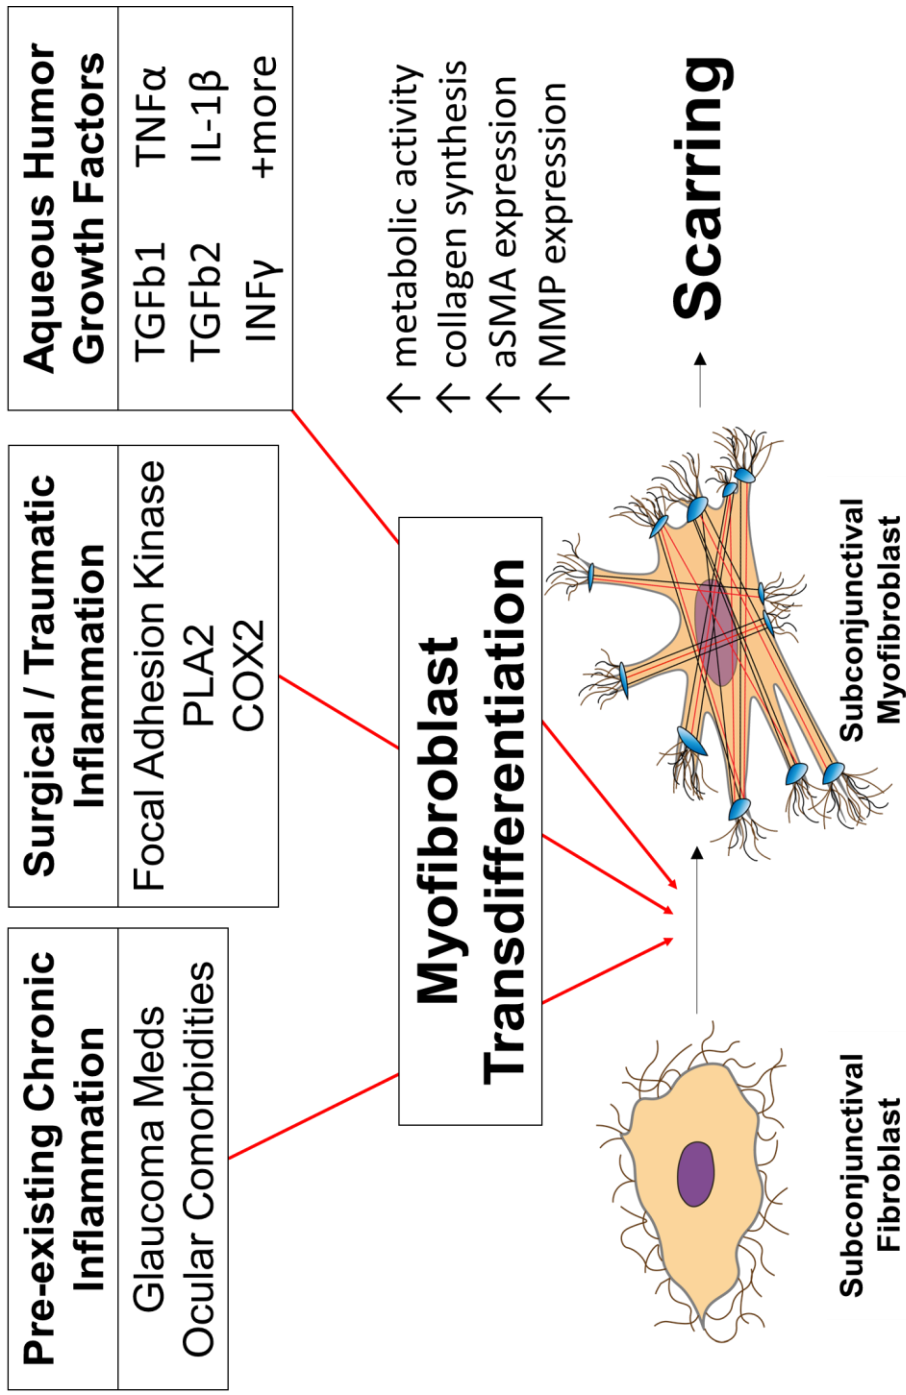 Pre-existing Chronic
Inflammation
Glaucoma Meds
Ocular Comorbidities
Surgical / Traumatic
Inflammation
Focal Adhesion Kinase
PLA2
COX2
Aqueous Humor
Growth Factors
TGFb1 TNFα
TGFb2 IL-1β
INFγ +more
Myofibroblast
Transdifferentiation
↑ metabolic activity
↑ collagen synthesis
↑ aSMA expression
↑ MMP expression
Scarring
Subconjunctival
Fibroblast
Subconjunctival
Myofibroblast